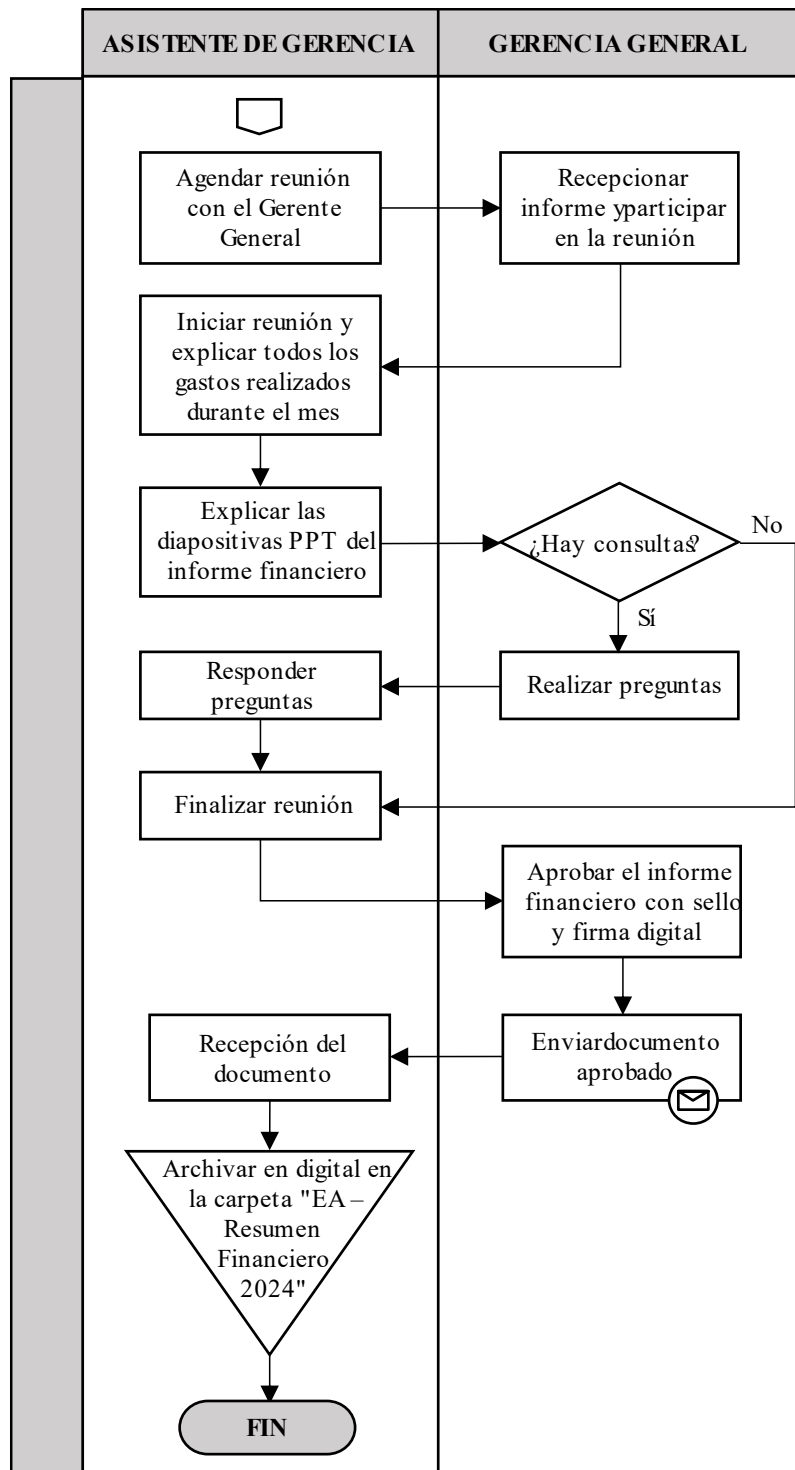 ASISTENTE DE GERENCIA
GERENCIA GENERAL
Agendar reunión
con el Gerente
General
Recepcionar
informe yparticipar
en la reunión
Iniciar reunión y
explicar todos los
gastos realizados
durante el mes
Explicar las
diapositivas PPT del
informe financiero
¿Hay consultas?
No
Sí
Responder
preguntas
Realizar preguntas
Finalizar reunión
Aprobar el informe
financiero con sello
y firma digital
Recepción del
documento
Enviardocumento
aprobado
Archivar en digital en
la carpeta "EA –
Resumen
Financiero
2024"
FIN